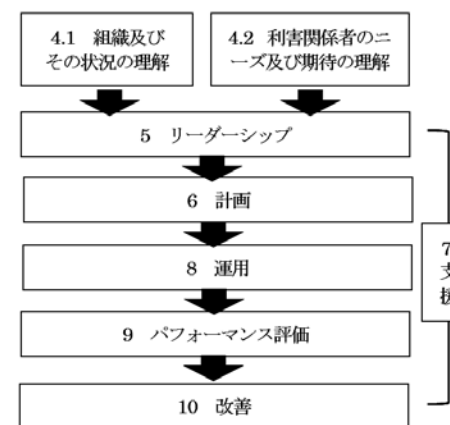 4.1　組織及び
その状況の理解
4.2　利害関係者のニ
ーズ及び期待の理解
5　リーダーシップ
6　計画
8　運用
9　パフォーマンス評価
10　改善
7
支
援